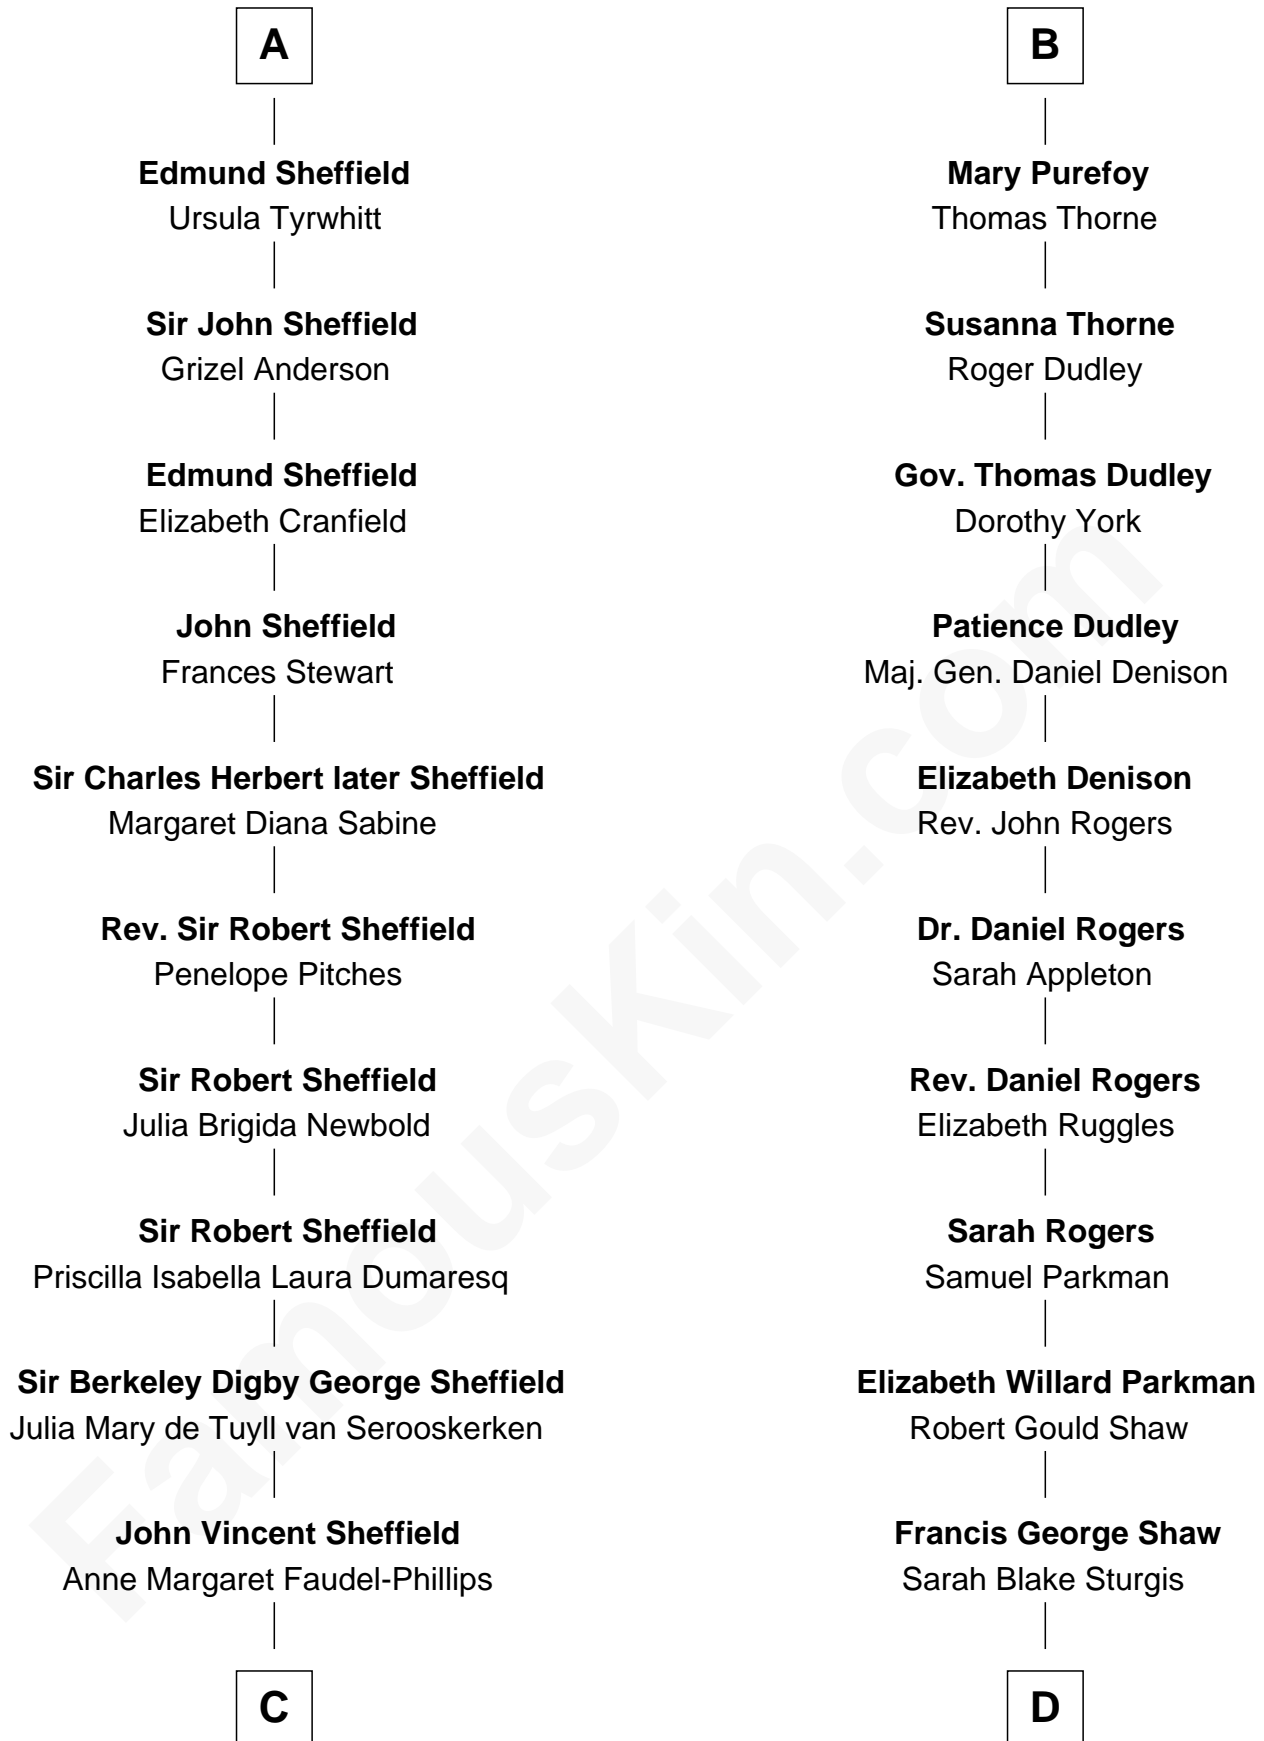 A
Edmund Sheffield
Ursula Tyrwhitt
Sir John Sheffield
Grizel Anderson
Edmund Sheffield
Elizabeth Cranfield
John Sheffield
Frances Stewart
Sir Charles Herbert later Sheffield
Margaret Diana Sabine
Rev. Sir Robert Sheffield
Penelope Pitches
Sir Robert Sheffield
Julia Brigida Newbold
Sir Robert Sheffield
Priscilla Isabella Laura Dumaresq
Sir Berkeley Digby George Sheffield
Julia Mary de Tuyll van Serooskerken
John Vincent Sheffield
Anne Margaret Faudel-Phillips
C
B
Mary Purefoy
Thomas Thorne
Susanna Thorne
Roger Dudley
Gov. Thomas Dudley
Dorothy York
Patience Dudley
Maj. Gen. Daniel Denison
Elizabeth Denison
Rev. John Rogers
Dr. Daniel Rogers
Sarah Appleton
Rev. Daniel Rogers
Elizabeth Ruggles
Sarah Rogers
Samuel Parkman
Elizabeth Willard Parkman
Robert Gould Shaw
Francis George Shaw
Sarah Blake Sturgis
D
FamousKin.com